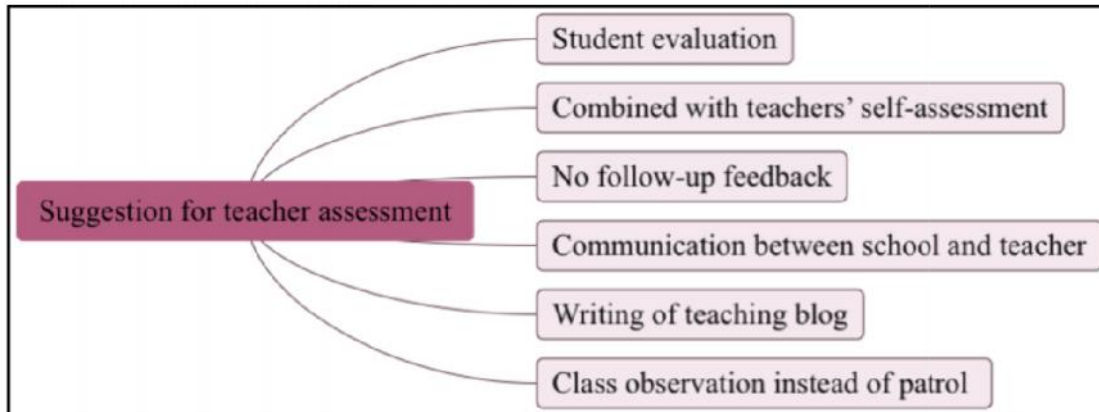 Student evaluation
Combined with teachers' self-assessment
No follow-up feedback
Suggestion for teacher assessment
Communication between school and teacher
Writing of teaching blog
Class observation instead of patrol